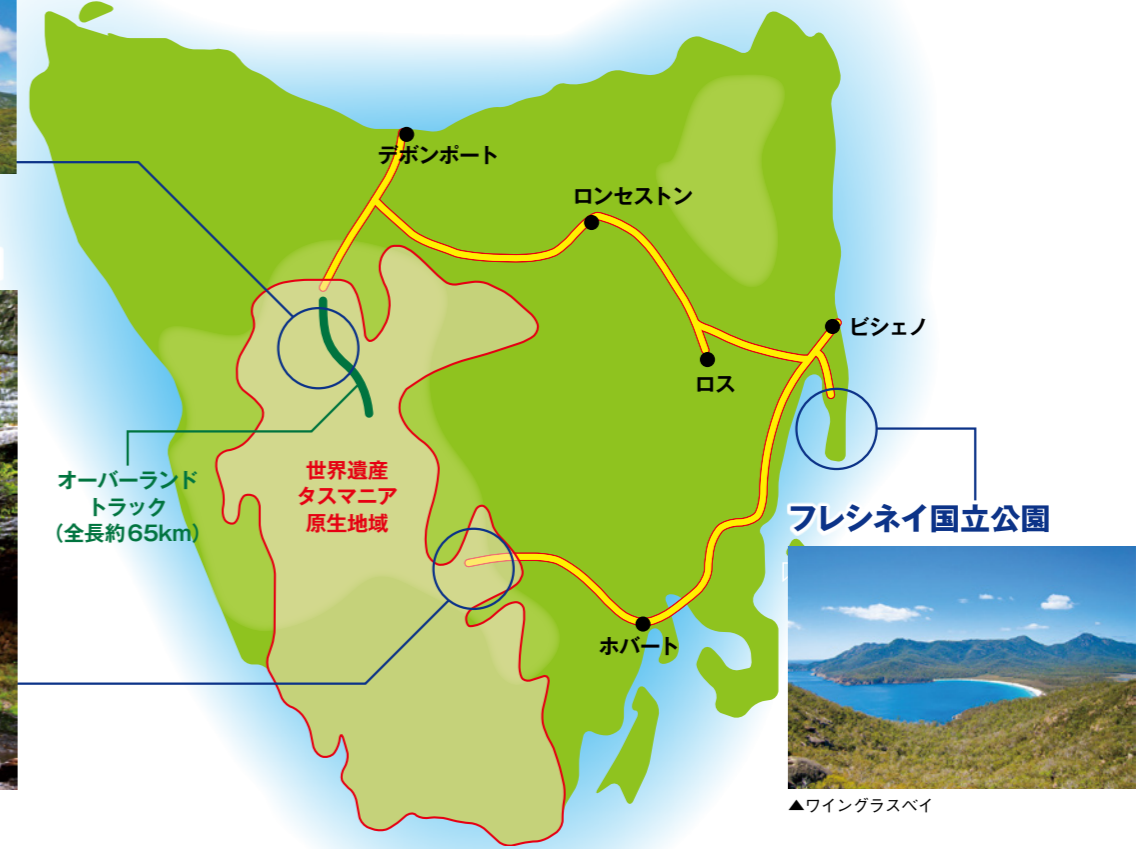 デボンポート
ロンセストン
ビシェノ
ロス
オーバーランド
トラック
(全長約65km)
世界遺産
タスマニア
原生地域
フレシネイ国立公園
ホバート
▲ワイングラスベイ